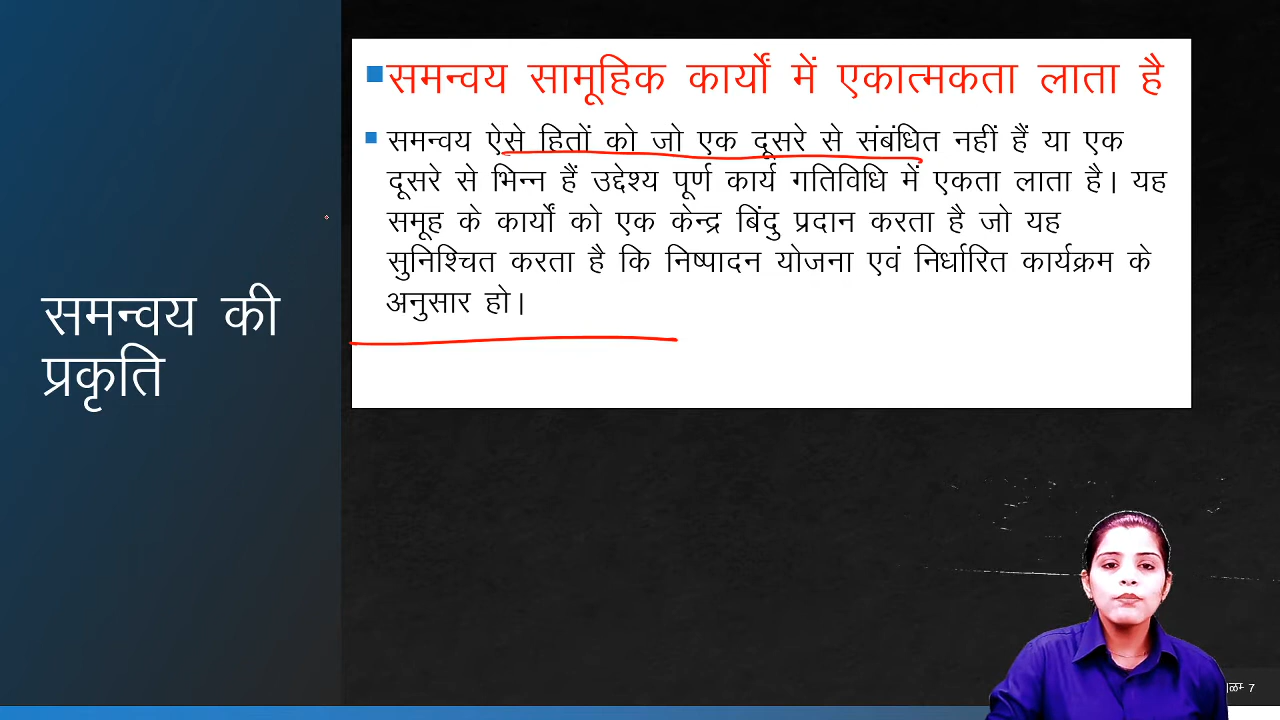 समन्वय की
प्रकृति
▪समन्वय सामूहिक कार्यों में एकात्मकता लाता है
▪ समन्वय ऐसे हितों को जो एक दूसरे से संबंधित नहीं हैं या एक
दूसरे से भिन्न हैं उद्देश्य पूर्ण कार्य गतिविधि में एकता लाता है। यह
समूह के कार्यों को एक केन्द्र बिंदु प्रदान करता है जो यह
सुनिश्चित करता है कि निष्पादन योजना एवं निर्धारित कार्यक्रम के
अनुसार हो।
7